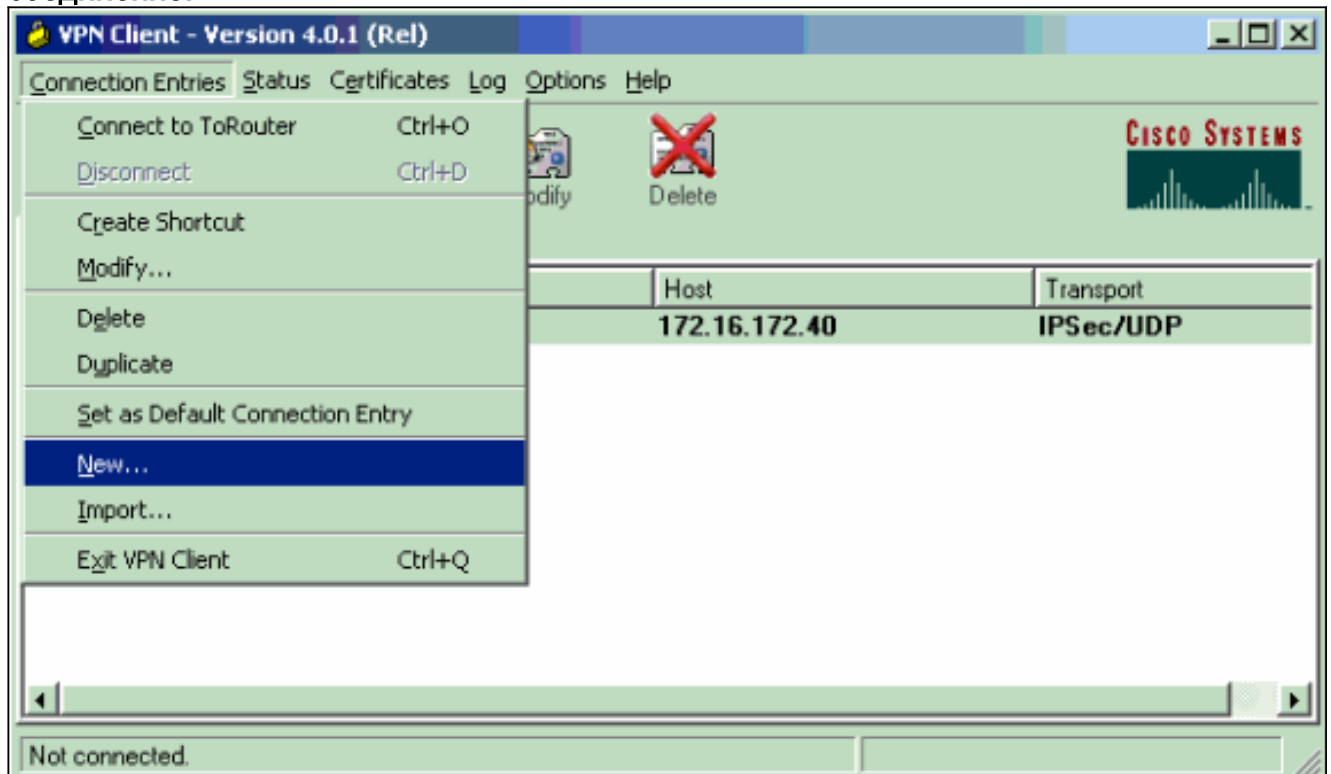 VPN Client - Version 4.0.1 (Rel)
Connection Entries Status Certificates Log Options Help
Connect to ToRouter Ctrl+O
Disconnect Ctrl+D
Create Shortcut
Modify...
Delete
Duplicate
Set as Default Connection Entry
New...
Import...
Exit VPN Client Ctrl+Q
Delete
CISCO SYSTEMS
Host Transport
172.16.172.40 IPSec/UDP
Not connected.